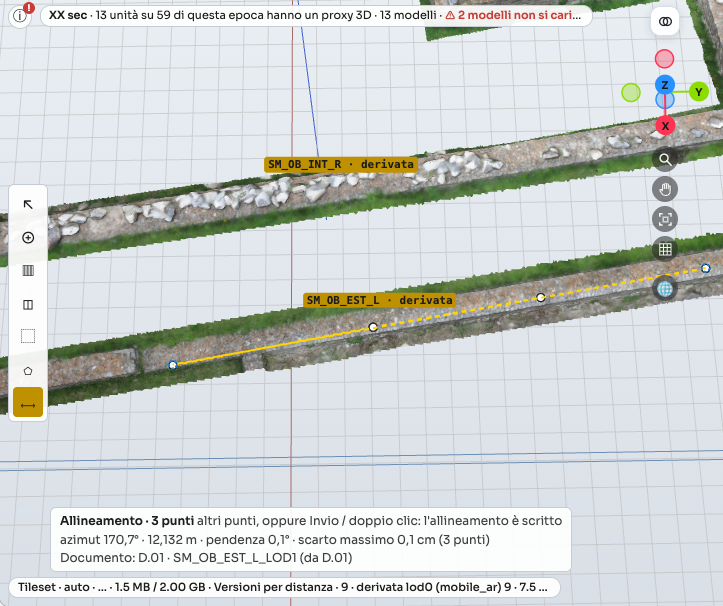 XX sec · 13 unità su 59 di questa epoca hanno un proxy 3D · 13 modelli · ⚠ 2 modelli non si cari...
Z
Y
X
SM_OB_INT_R · derivata
SM_OB_EST_L · derivata
Allineamento · 3 punti altri punti, oppure Invio / doppio clic: l'allineamento è scritto
azimut 170,7° · 12,132 m · pendenza 0,1° · scarto massimo 0,1 cm (3 punti)
Documento: D.01 · SM_OB_EST_L_LOD1 (da D.01)
Tileset · auto · ... · 1.5 MB / 2.00 GB · Versioni per distanza · 9 · derivata lod0 (mobile_ar) 9 · 7.5 ...